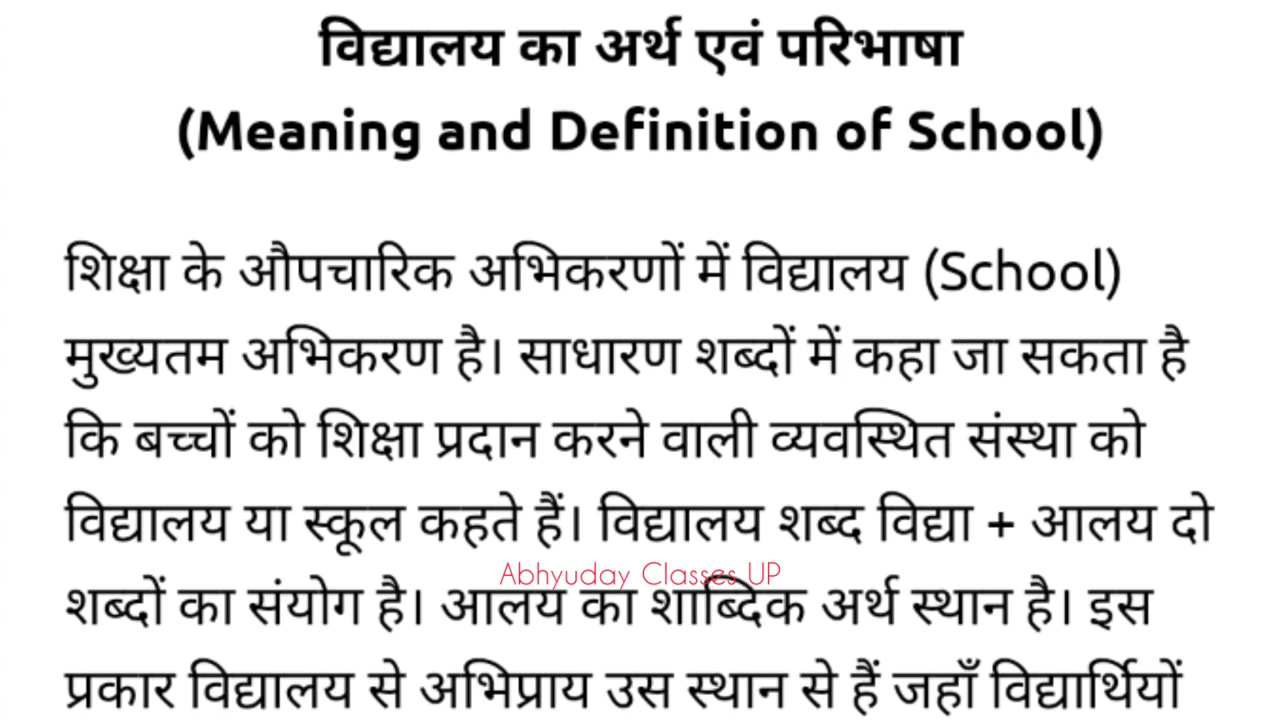 विद्यालय का अर्थ एवं परिभाषा
(Meaning and Definition of School)
शिक्षा के औपचारिक अभिकरणों में विद्यालय (School)
मुख्यतम अभिकरण है। साधारण शब्दों में कहा जा सकता है
कि बच्चों को शिक्षा प्रदान करने वाली व्यवस्थित संस्था को
विद्यालय या स्कूल कहते हैं। विद्यालय शब्द विद्या + आलय दो
Abhyuday Classes UP
शब्दों का संयोग है। आलय का शाब्दिक अर्थ स्थान है। इस
प्रकार विद्यालय से अभिप्राय उस स्थान से हैं जहाँ विद्यार्थियों